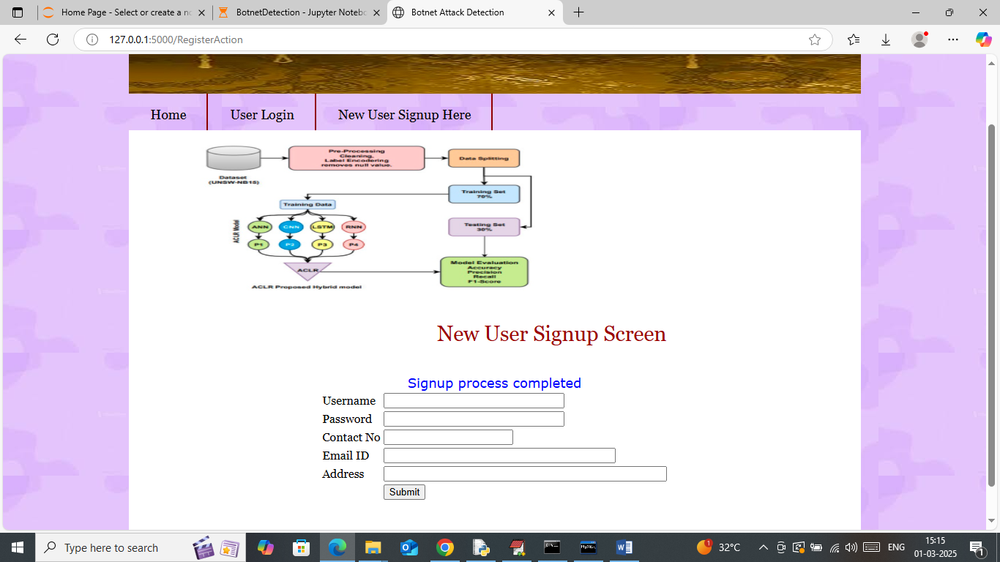 Home Page - Select or create a no
BotnetDetection - Jupyter Notebo
Botnet Attack Detection
127.0.0.1:5000/RegisterAction
Home
User Login
New User Signup Here
Pre-Processing
Cleaning,
Label Encodering
removes null value.
Data Splitting
Dataset
(UNSW-NB15)
Training Set
70%
Training Data
ACLR Model
ANN
CNN
LSTM
RNN
Testing Set
30%
P1
P2
P3
P4
ACLR
Model Evaluation
Accuracy
Precision
Recall
F1-Score
ACLR Proposed Hybrid model
New User Signup Screen
Signup process completed
Username
Password
Contact No
Email ID
Address
Submit
Type here to search
1
32°C
ENG
15:15
01-03-2025
1